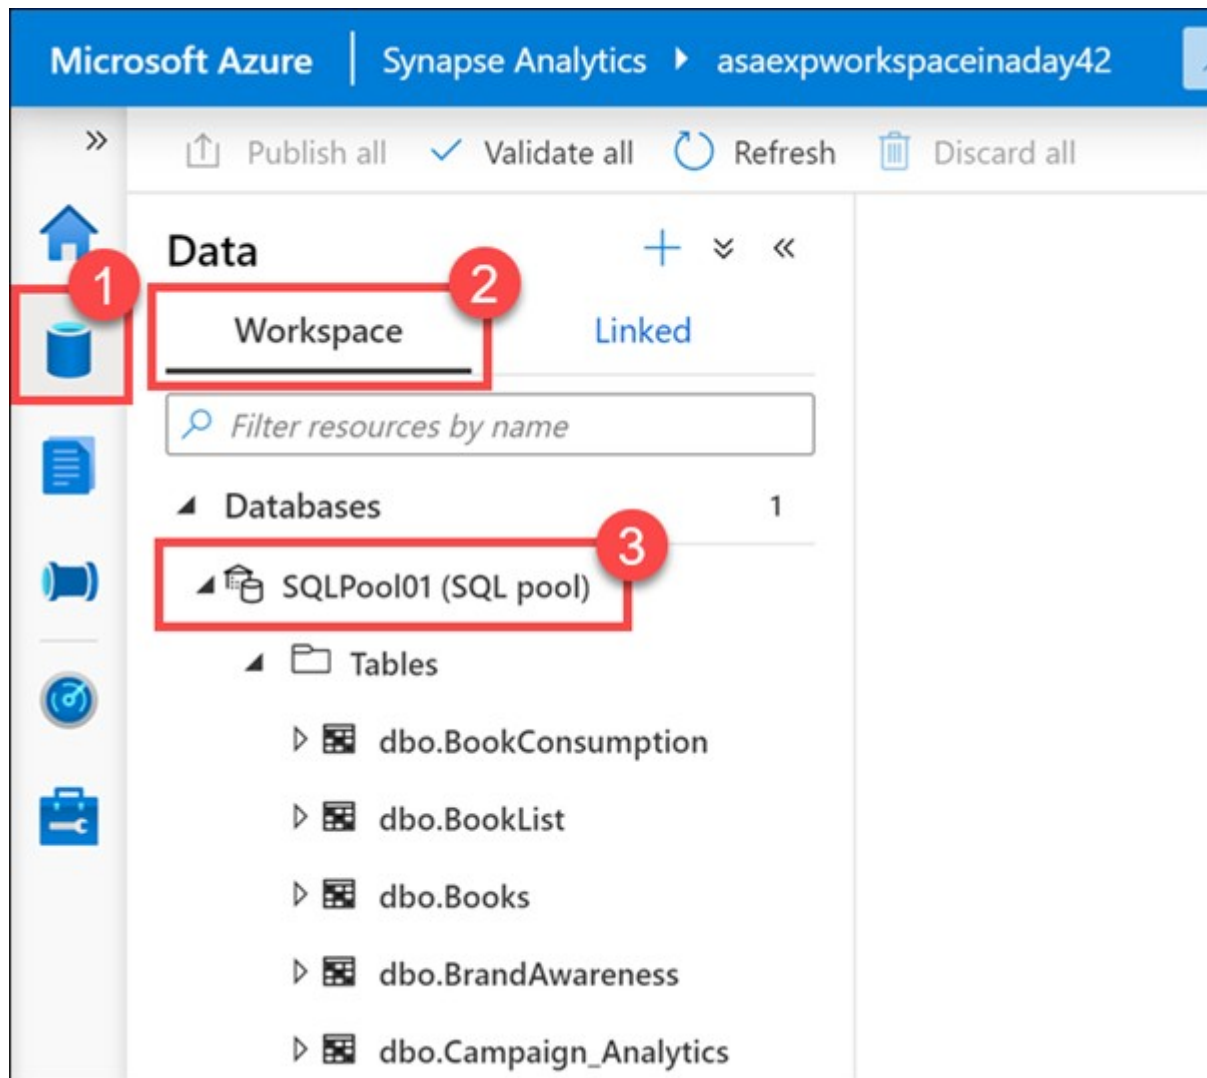 Microsoft Azure | Synapse Analytics ▸ asaexpworkspaceinaday42
Publish all Validate all Refresh Discard all
Data
1
2
Workspace Linked
Filter resources by name
Databases 1
3
SQLPool01 (SQL pool)
Tables
dbo.BookConsumption
dbo.BookList
dbo.Books
dbo.BrandAwareness
dbo.Campaign_Analytics